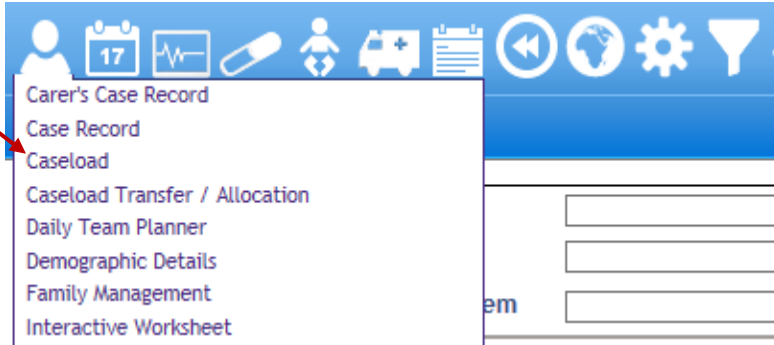 17
Carer's Case Record
Case Record
Caseload
Caseload Transfer / Allocation
Daily Team Planner
Demographic Details
Family Management
em
Interactive Worksheet